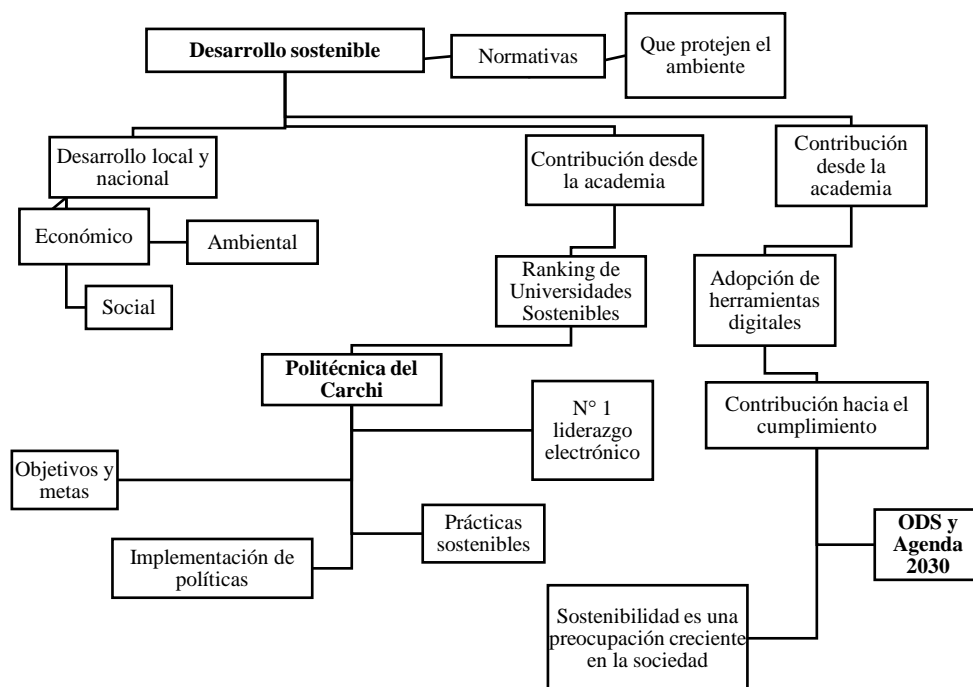 Desarrollo sostenible
Normativas
Que protejen el
ambiente
Desarrollo local y
nacional
Contribución desde
la academia
Contribución
desde la
academia
Económico
Ambiental
Social
Ranking de
Universidades
Sostenibles
Adopción de
herramientas
digitales
Politécnica del
Carchi
N° 1
liderazgo
electrónico
Contribución hacia el
cumplimiento
Objetivos y
metas
Prácticas
sostenibles
Implementación de
políticas
ODS y
Agenda
2030
Sostenibilidad es una
preocupación creciente
en la sociedad